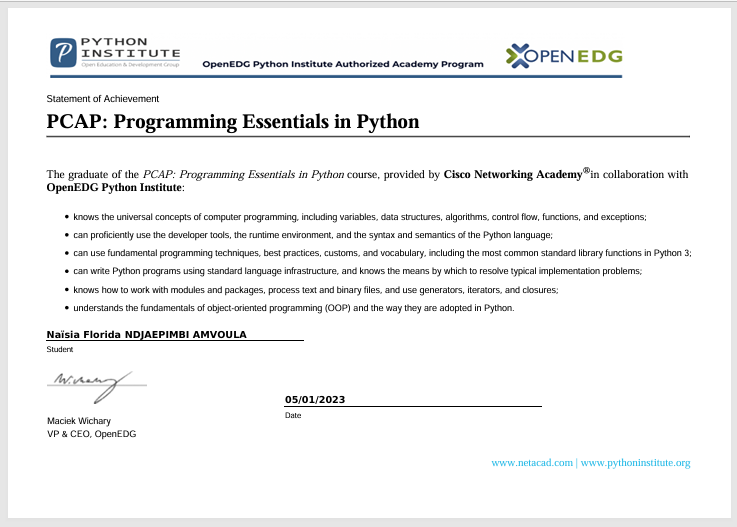 PYTHON
INSTITUTE
Open Education & Development Group
OpenEDG Python Institute Authorized Academy Program
OPENEDG
Statement of Achievement
PCAP: Programming Essentials in Python
The graduate of the PCAP: Programming Essentials in Python course, provided by Cisco Networking Academy®in collaboration with
OpenEDG Python Institute:
• knows the universal concepts of computer programming, including variables, data structures, algorithms, control flow, functions, and exceptions;
• can proficiently use the developer tools, the runtime environment, and the syntax and semantics of the Python language;
• can use fundamental programming techniques, best practices, customs, and vocabulary, including the most common standard library functions in Python 3;
• can write Python programs using standard language infrastructure, and knows the means by which to resolve typical implementation problems;
• knows how to work with modules and packages, process text and binary files, and use generators, iterators, and closures;
• understands the fundamentals of object-oriented programming (OOP) and the way they are adopted in Python.
Naïsia Florida NDJAEPIMBI AMVOULA
Student
W. Wichary
05/01/2023
Date
Maciek Wichary
VP & CEO, OpenEDG
www.netacad.com | www.pythoninstitute.org